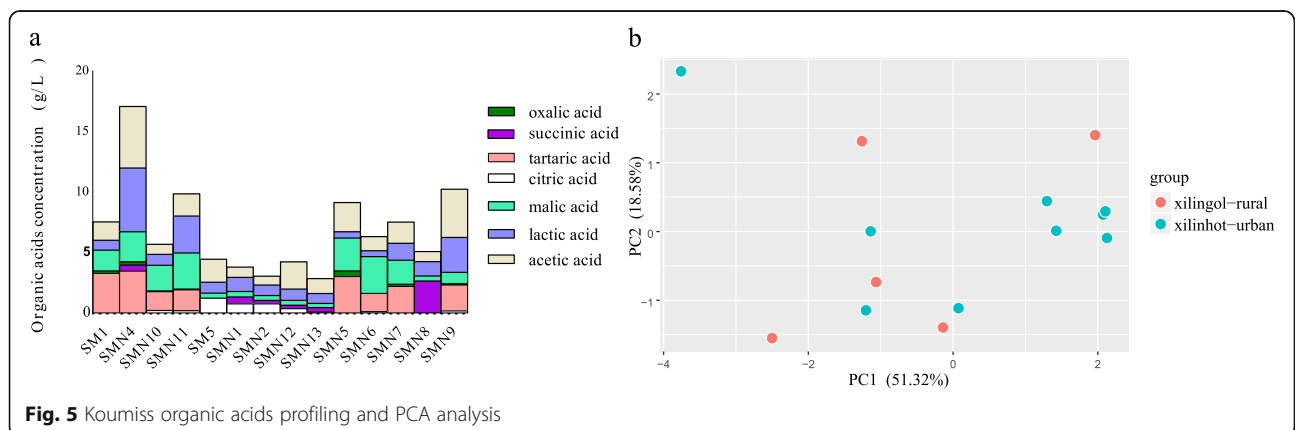 a
Organic acids concentration (g/L)
20
15
10
5
0
SM1
SMN4
SMN10
SMN11
SM5
SMN1
SMN2
SMN12
SMN13
SMN5
SMN6
SMN7
SMN8
SMN9
oxalic acid
succinic acid
tartaric acid
citric acid
malic acid
lactic acid
acetic acid
b
PC2 (18.58%)
2
1
0
−1
−4
−2
0
2
PC1 (51.32%)
group
xilingol−rural
xilinhot−urban
Fig. 5 Koumiss organic acids profiling and PCA analysis